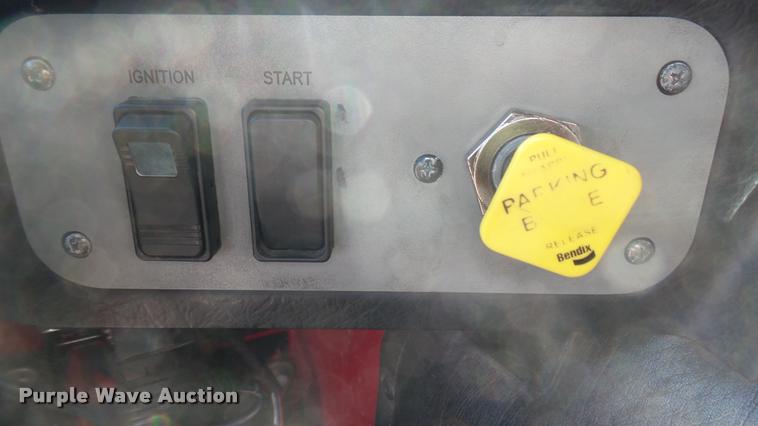 IGNITION
START
PULL
PARKING
B E
RELEASE
Bendix
Purple Wave Auction